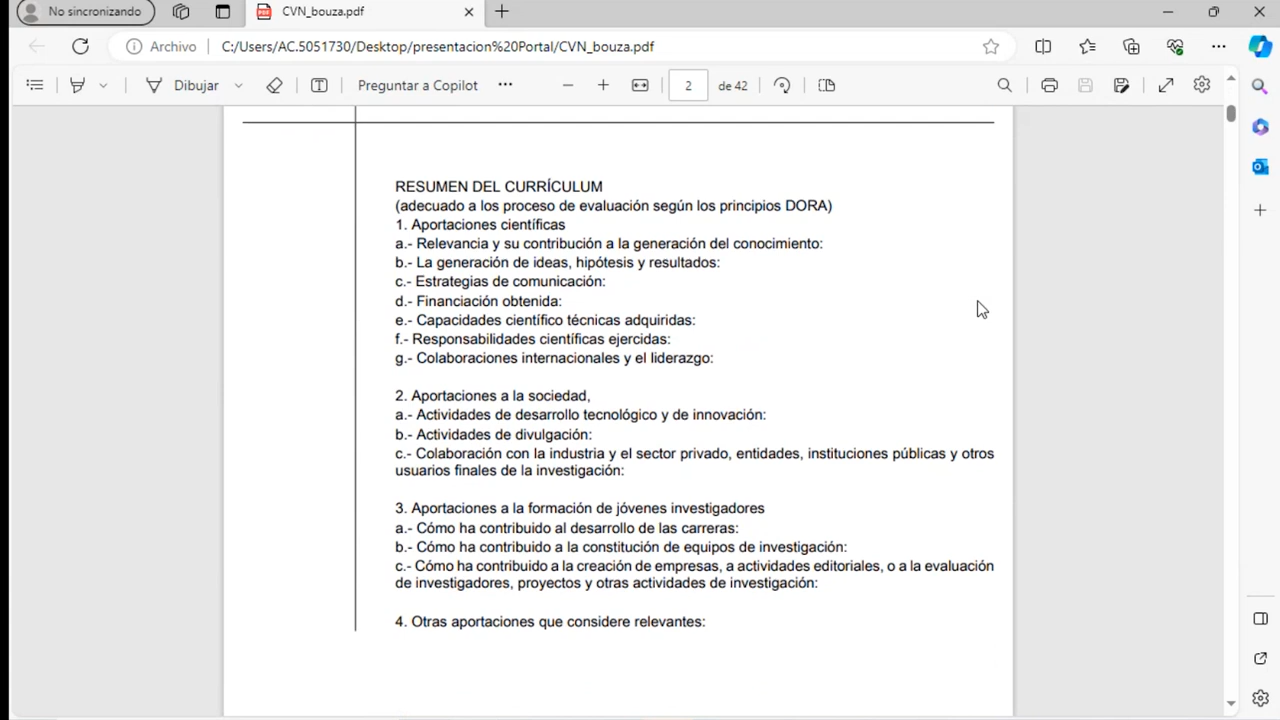 No sincronizando
CVN_bouza.pdf
Archivo
C:/Users/AC.5051730/Desktop/presentacion%20Portal/CVN_bouza.pdf
Dibujar
Preguntar a Copilot
2
de 42
RESUMEN DEL CURRÍCULUM
(adecuado a los proceso de evaluación según los principios DORA)
1. Aportaciones científicas
a.- Relevancia y su contribución a la generación del conocimiento:
b.- La generación de ideas, hipótesis y resultados:
c.- Estrategias de comunicación:
d.- Financiación obtenida:
e.- Capacidades científico técnicas adquiridas:
f.- Responsabilidades científicas ejercidas:
g.- Colaboraciones internacionales y el liderazgo:
2. Aportaciones a la sociedad,
a.- Actividades de desarrollo tecnológico y de innovación:
b.- Actividades de divulgación:
c.- Colaboración con la industria y el sector privado, entidades, instituciones públicas y otros
usuarios finales de la investigación:
3. Aportaciones a la formación de jóvenes investigadores
a.- Cómo ha contribuido al desarrollo de las carreras:
b.- Cómo ha contribuido a la constitución de equipos de investigación:
c.- Cómo ha contribuido a la creación de empresas, a actividades editoriales, o a la evaluación
de investigadores, proyectos y otras actividades de investigación:
4. Otras aportaciones que considere relevantes: